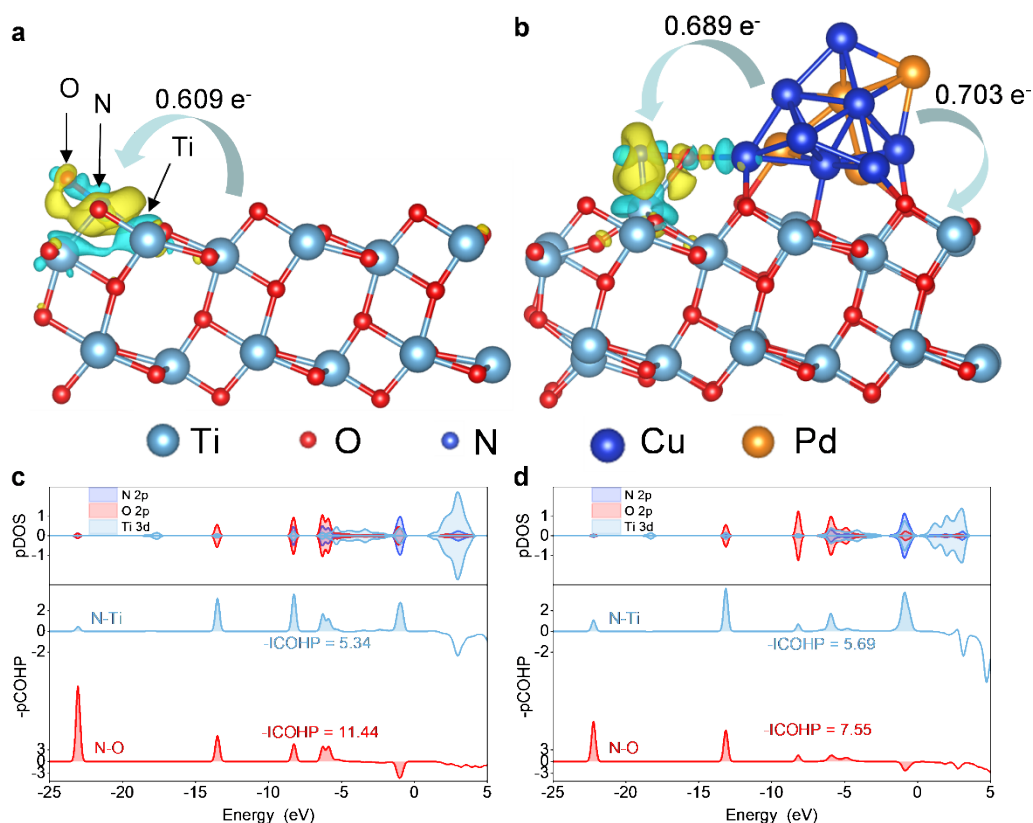 a
b
0.689 e-
O
N
0.609 e-
Ti
0.703 e-
Ti
O
N
Cu
Pd
c
N 2p
O 2p
Ti 3d
pDOS
1
0
-1
-pCOHP
2
0
-2
N-Ti
-ICOHP = 5.34
3
0
-3
N-O
-ICOHP = 11.44
-25 -20 -15 -10 -5 0 5
Energy (eV)
d
N 2p
O 2p
Ti 3d
pDOS
1
0
-1
-pCOHP
2
0
-2
N-Ti
-ICOHP = 5.69
3
0
-3
N-O
-ICOHP = 7.55
-25 -20 -15 -10 -5 0 5
Energy (eV)